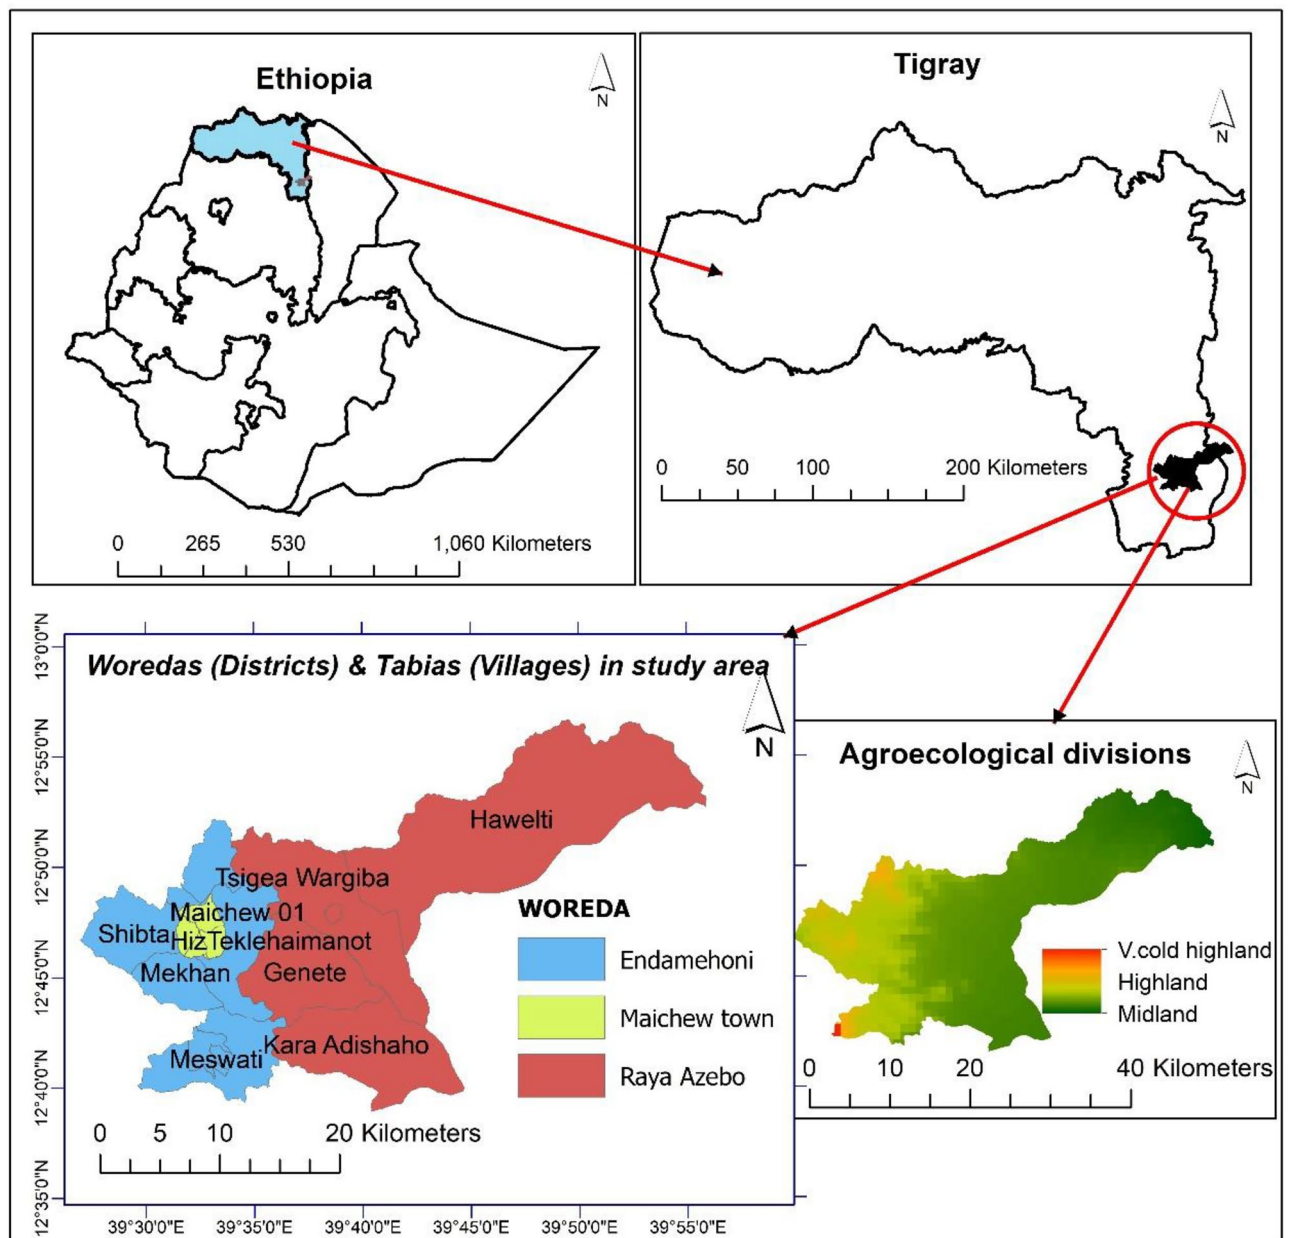 Ethiopia
N
0 265 530 1,060 Kilometers
Tigray
N
0 50 100 200 Kilometers
Woredas (Districts) & Tabias (Villages) in study area
N
13°0'0"N
12°55'0"N
12°50'0"N
12°45'0"N
12°40'0"N
12°35'0"N
Hawelti
Tsigea Wargiba
Maichew 01
Shibta
HizTeklehaimanot
Mekhan
Genete
Kara Adishaho
Meswati
WOREDA
Endamehoni
Maichew town
Raya Azebo
0 5 10 20 Kilometers
39°30'0"E 39°35'0"E 39°40'0"E 39°45'0"E 39°50'0"E 39°55'0"E
Agroecological divisions
N
V.cold highland
Highland
Midland
0 10 20 40 Kilometers